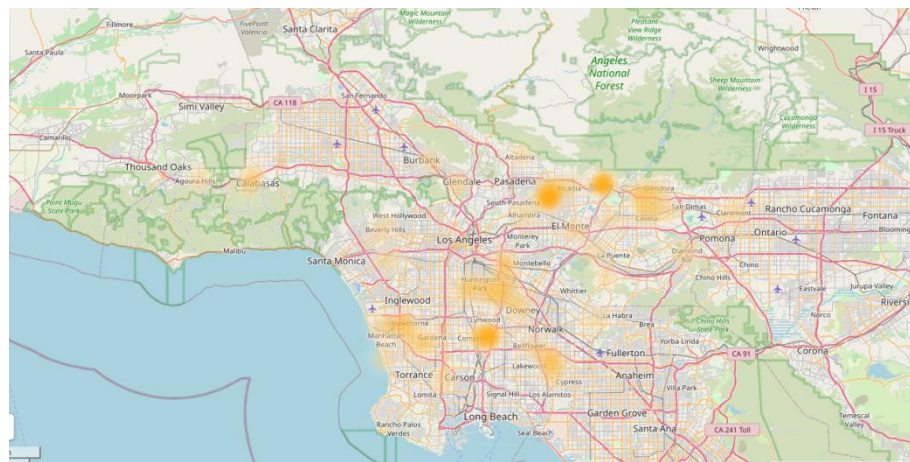 Fillmore
FivePoint
Valencia
Santa Clarita
Magic Mountain
Wilderness
Pleasant
View Ridge
Wilderness
Wrightwood
Santa Paula
Angeles
National
Forest
Sheep Mountain
Wilderness
I 15
Moorpark
Simi Valley
CA 118
San Fernando
Cucamonga
Wilderness
I 15 Truck
Camarillo
Thousand Oaks
Agoura Hills
Calabasas
Burbank
Altadena
Glendale
Pasadena
Arcadia
Glendora
Point Mugu
State Park
South Pasadena
San Dimas
Claremont
Rancho Cucamonga
Fontana
West Hollywood
Beverly Hills
Alhambra
El Monte
Covina
Ontario
Blooming
Malibu
Santa Monica
Los Angeles
Monterey
Park
Montebello
La Puente
Diamond
Bar
Pomona
Chino
Chino Hills
Huntington
Park
Whittier
Eastvale
Jurupa Valley
Inglewood
Downey
Riversi
Hawthorne
Lynwood
La Habra
Brea
Chino Hills
State Park
Norco
Manhattan
Beach
Gardena
Com
Norwalk
Yorba Linda
Bellflower
Fullerton
CA 91
Corona
Torrance
Carson
Lakewood
Cypress
Anaheim
Villa Park
Lomita
Signal Hill
Los Alamitos
Rancho Palos
Verdes
Long Beach
Garden Grove
Temescal
Valley
Seal Beach
Santa Ana
CA 241 Toll